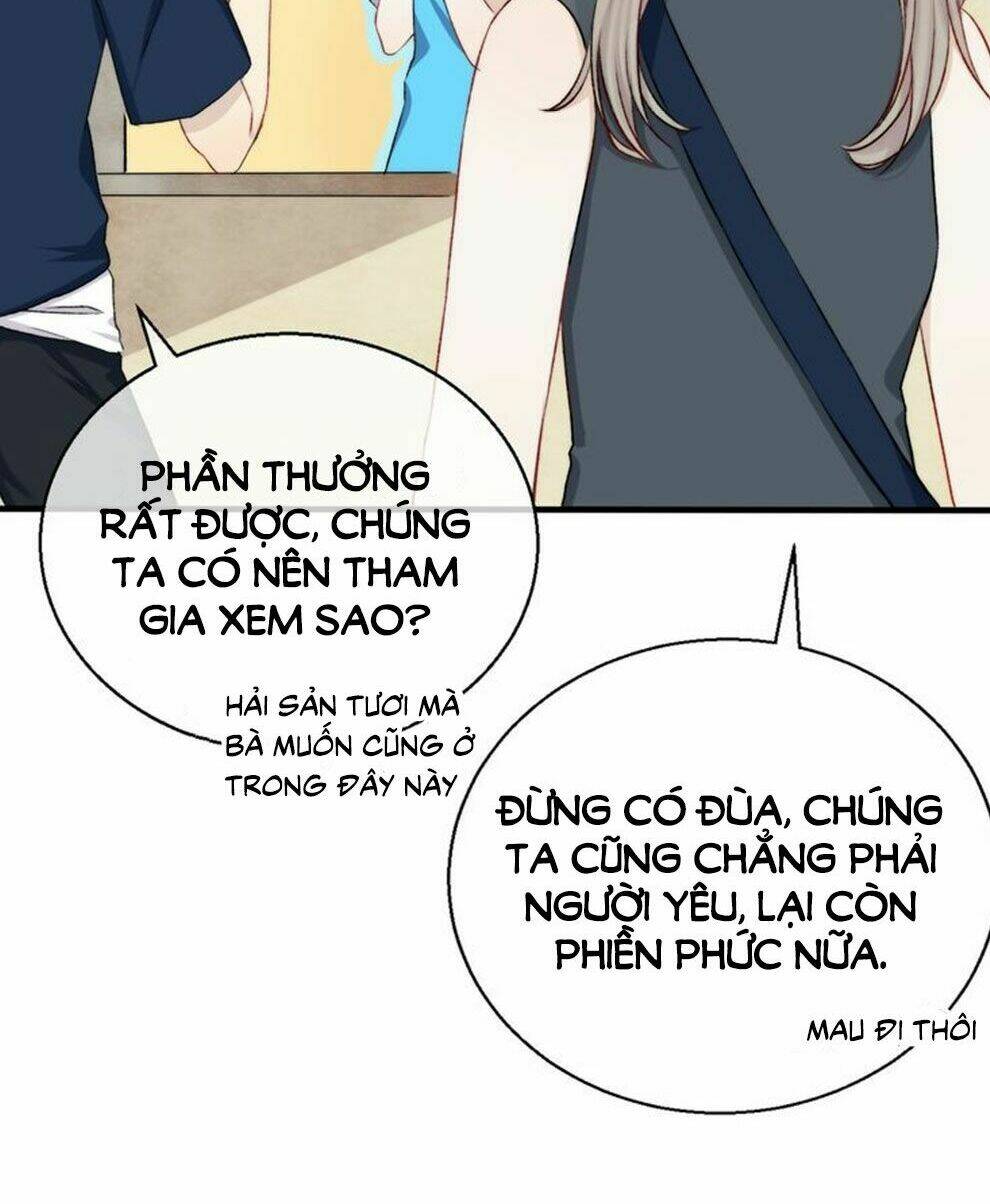 PHẦN THƯỞNG
RẤT ĐƯỢC, CHÚNG
TA CÓ NÊN THAM
GIA XEM SAO?
HẢI SẢN TƯƠI MÀ
BÀ MUỐN CŨNG Ở
TRONG ĐÂY NÀY
ĐỪNG CÓ ĐÙA, CHÚNG
TA CŨNG CHẲNG PHẢI
NGƯỜI YÊU, LẠI CÒN
PHIỀN PHỨC NỮA.
MAU ĐI THÔI